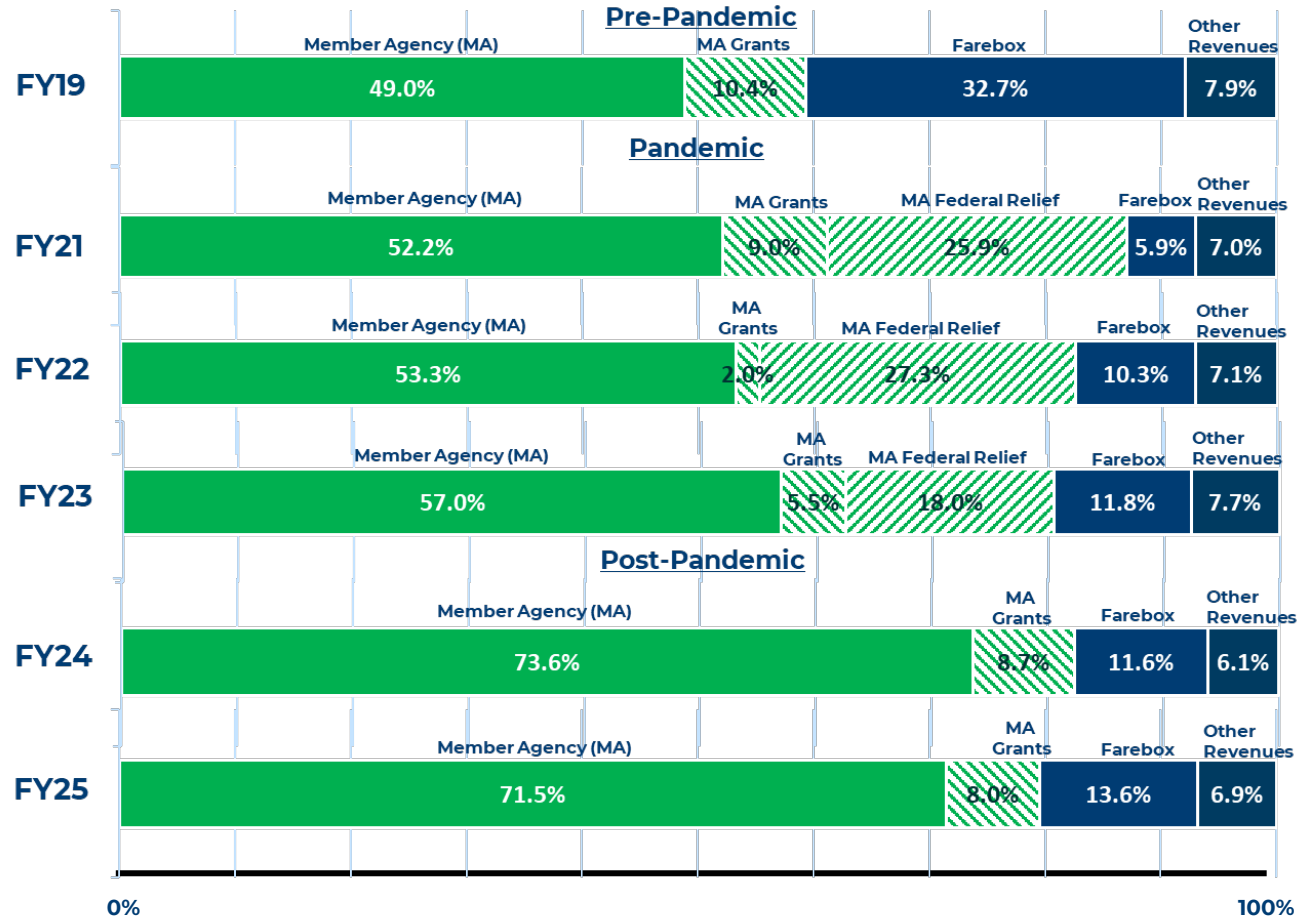 Pre-Pandemic
Member Agency (MA) MA Grants Farebox Other
Revenues
FY19 49.0% 10.4% 32.7% 7.9%
Pandemic
Member Agency (MA) MA Grants MA Federal Relief Farebox Other
Revenues
FY21 52.2% 9.0% 25.9% 5.9% 7.0%
Member Agency (MA) MA
Grants MA Federal Relief Farebox Other
Revenues
FY22 53.3% 2.0% 27.3% 10.3% 7.1%
Member Agency (MA) MA
Grants MA Federal Relief Farebox Other
Revenues
FY23 57.0% 5.5% 18.0% 11.8% 7.7%
Post-Pandemic
Member Agency (MA) MA
Grants Farebox Other
Revenues
FY24 73.6% 8.7% 11.6% 6.1%
Member Agency (MA) MA
Grants Farebox Other
Revenues
FY25 71.5% 8.0% 13.6% 6.9%
0% 100%